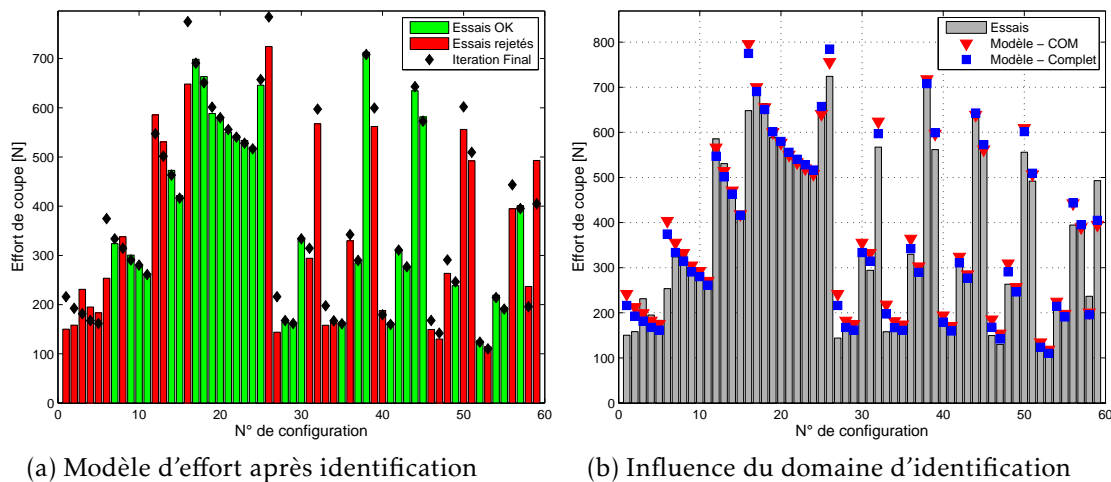 Essais OK
Essais rejetés
Iteration Final
Effort de coupe [N]
700
600
500
400
300
200
100
0
0 10 20 30 40 50 60
N° de configuration
(a) Modèle d'effort après identification
Essais
Modèle – COM
Modèle – Complet
Effort de coupe [N]
800
700
600
500
400
300
200
100
0
0 10 20 30 40 50 60
N° de configuration
(b) Influence du domaine d'identification